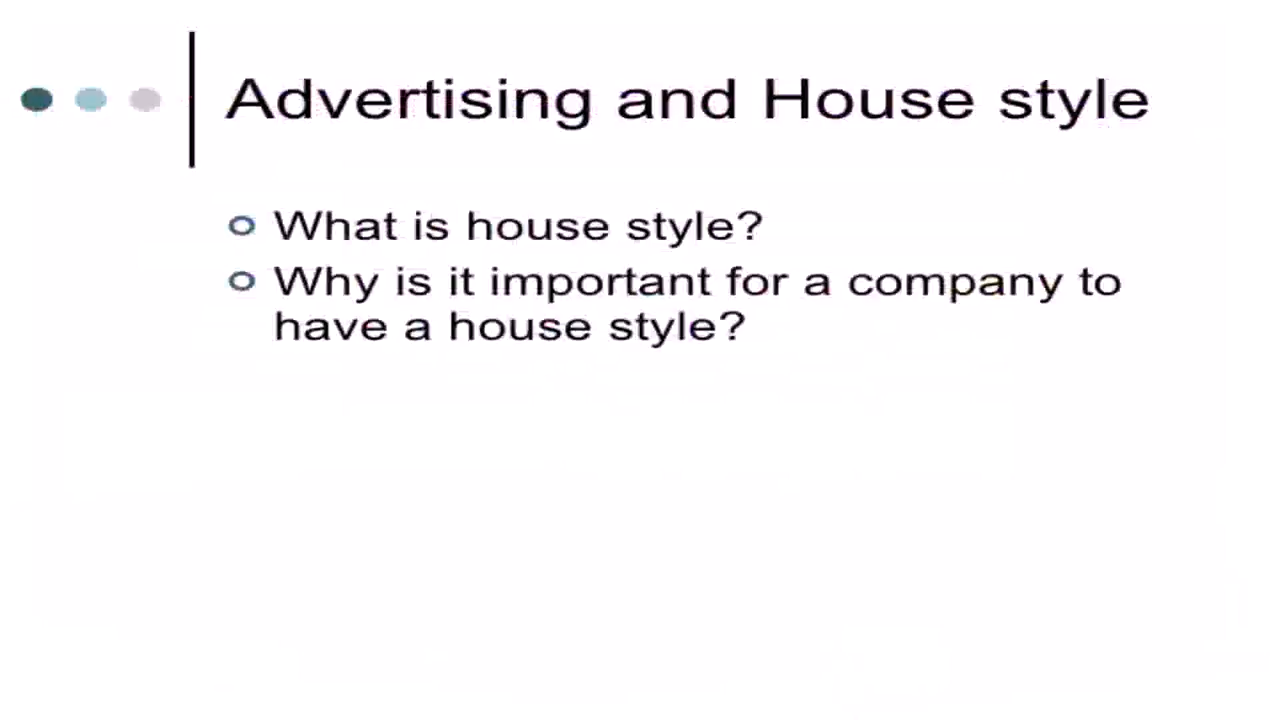 Advertising and House style
What is house style?
Why is it important for a company to
have a house style?